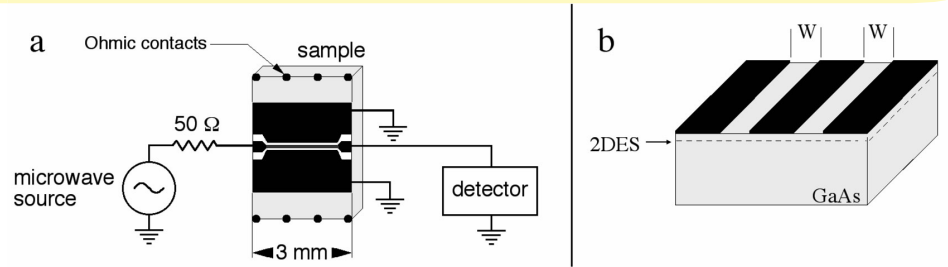 a
Ohmic contacts
sample
50 Ω
microwave
source
detector
3 mm
b
W W
2DES
GaAs